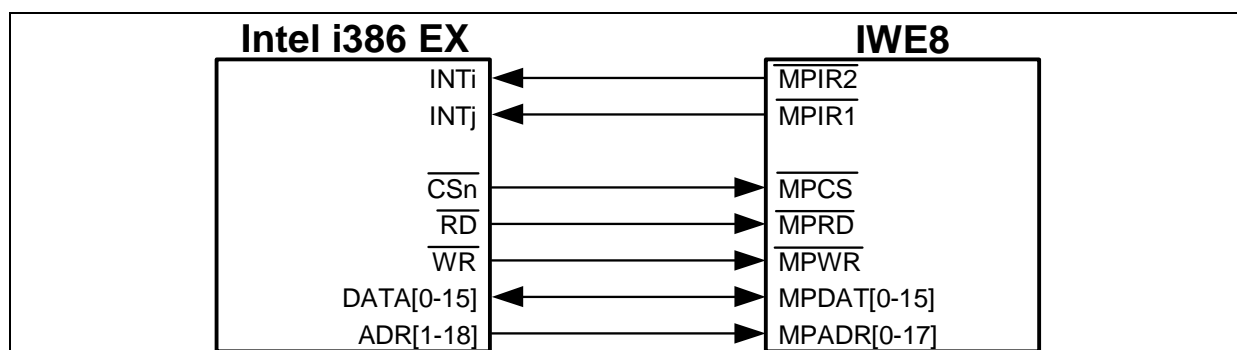 Intel i386 EX IWE8
INTi MPIR2
INTj MPIR1
CSn MPCS
RD MPRD
WR MPWR
DATA[0-15] MPDAT[0-15]
ADR[1-18] MPADR[0-17]